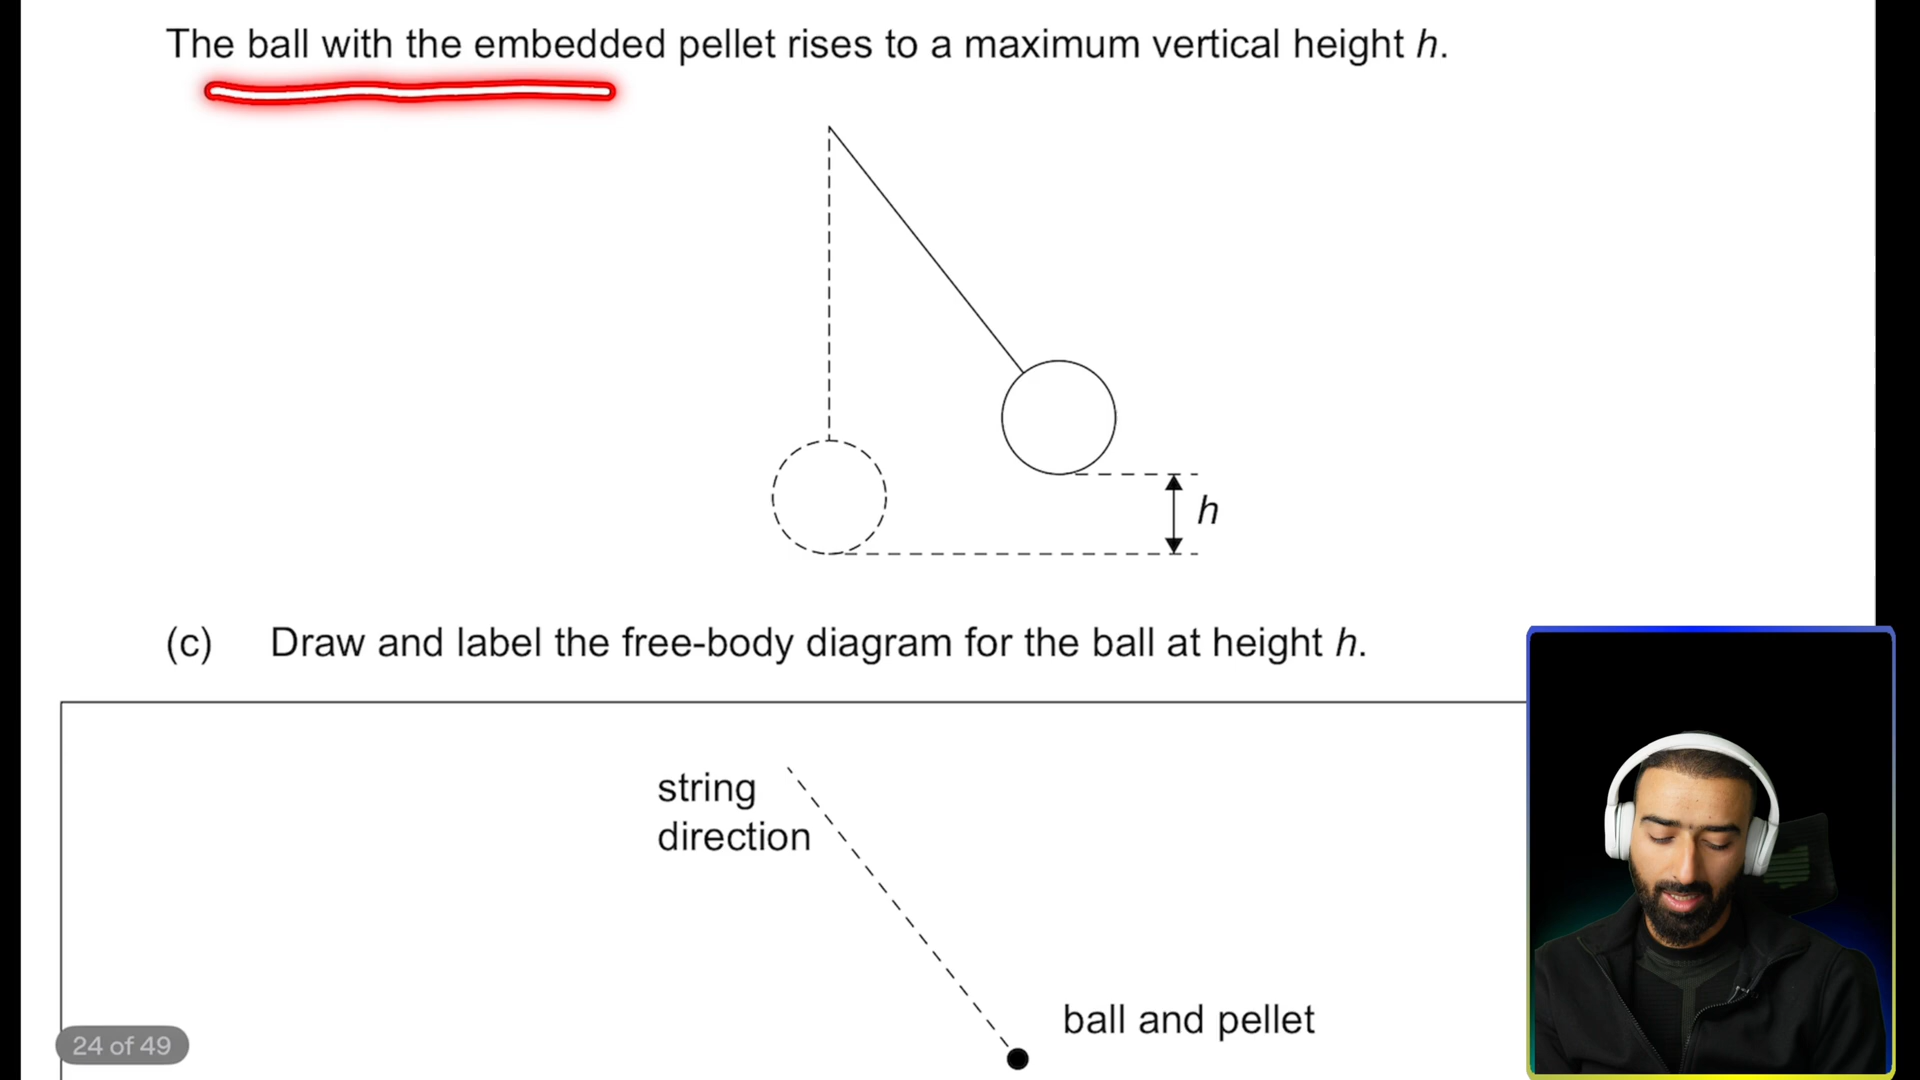 The ball with the embedded pellet rises to a maximum vertical height h.
h
(c) Draw and label the free-body diagram for the ball at height h.
string
direction
ball and pellet
24 of 49